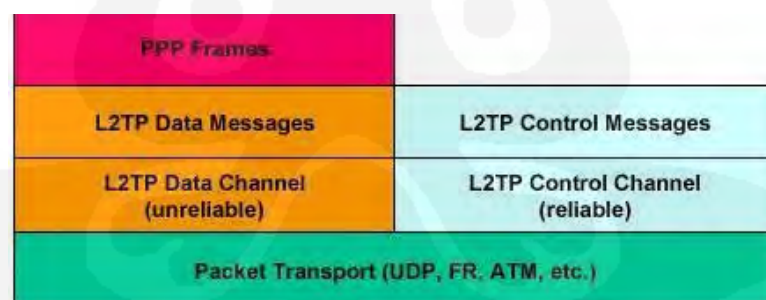 PPP Frames
L2TP Data Messages
L2TP Control Messages
L2TP Data Channel
(unreliable)
L2TP Control Channel
(reliable)
Packet Transport (UDP, FR, ATM, etc.)